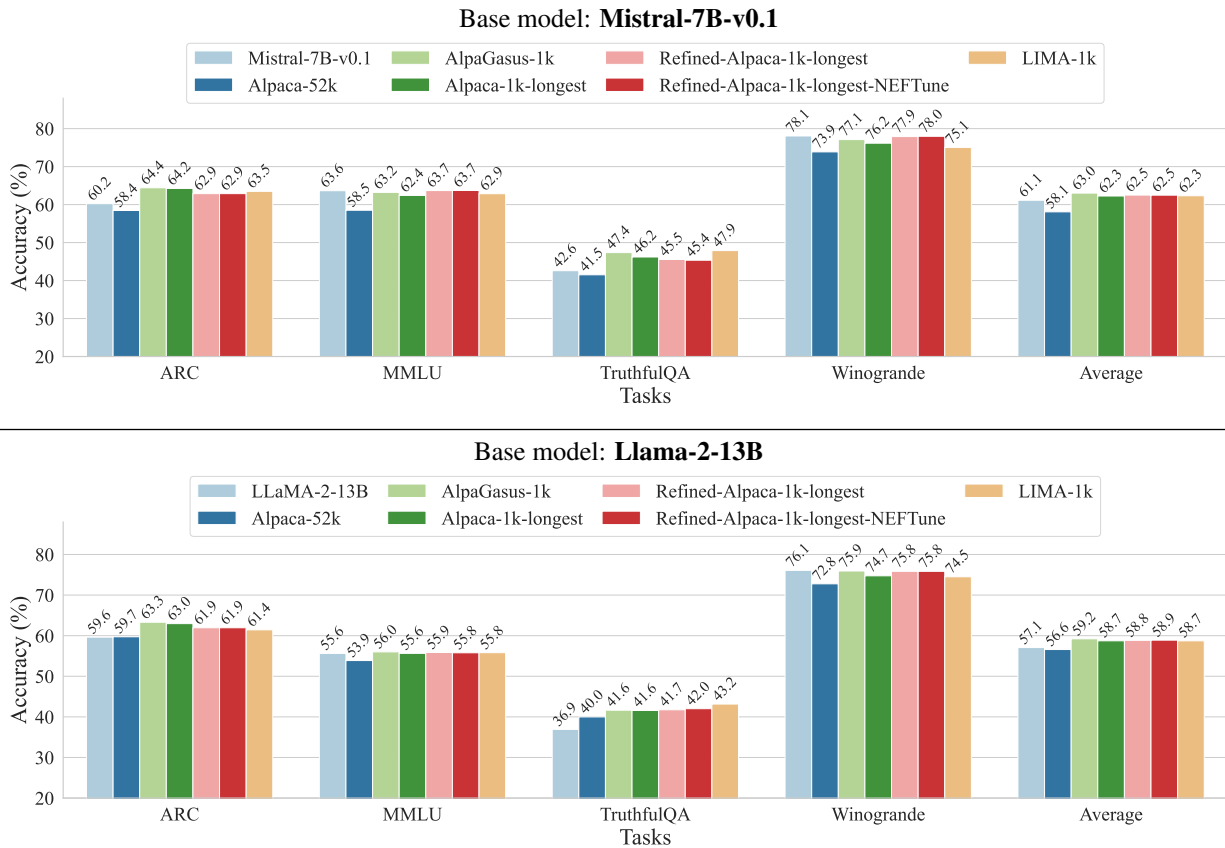 Base model: Mistral-7B-v0.1
Mistral-7B-v0.1 AlpaGasus-1k Refined-Alpaca-1k-longest LIMA-1k
Alpaca-52k Alpaca-1k-longest Refined-Alpaca-1k-longest-NEFTune
Accuracy (%)
80
70
60
50
40
30
20
60.2 58.4 64.4 64.2 62.9 62.9 63.5
63.6 58.5 63.2 62.4 63.7 63.7 62.9
42.6 41.5 47.4 46.2 45.5 45.4 47.9
78.1 73.9 77.1 76.2 77.9 78.0 75.1
61.1 58.1 63.0 62.3 62.5 62.5 62.3
ARC MMLU TruthfulQA Winogrande Average
Tasks
Base model: Llama-2-13B
LLaMA-2-13B AlpaGasus-1k Refined-Alpaca-1k-longest LIMA-1k
Alpaca-52k Alpaca-1k-longest Refined-Alpaca-1k-longest-NEFTune
Accuracy (%)
80
70
60
50
40
30
20
59.6 59.7 63.3 63.0 61.9 61.9 61.4
55.6 53.9 56.0 55.6 55.9 55.8 55.8
36.9 40.0 41.6 41.6 41.7 42.0 43.2
76.1 72.8 75.9 74.7 75.8 75.8 74.5
57.1 56.6 59.2 58.7 58.8 58.9 58.7
ARC MMLU TruthfulQA Winogrande Average
Tasks